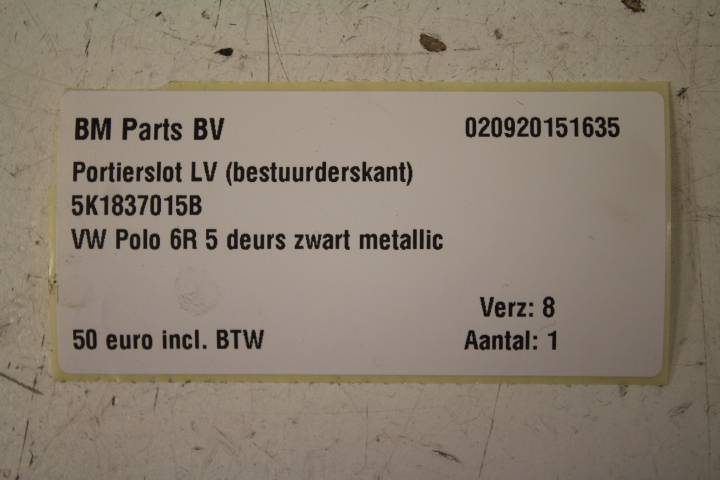 BM Parts BV 020920151635
Portierslot LV (bestuurderskant)
5K1837015B
VW Polo 6R 5 deurs zwart metallic
Verz: 8
50 euro incl. BTW Aantal: 1